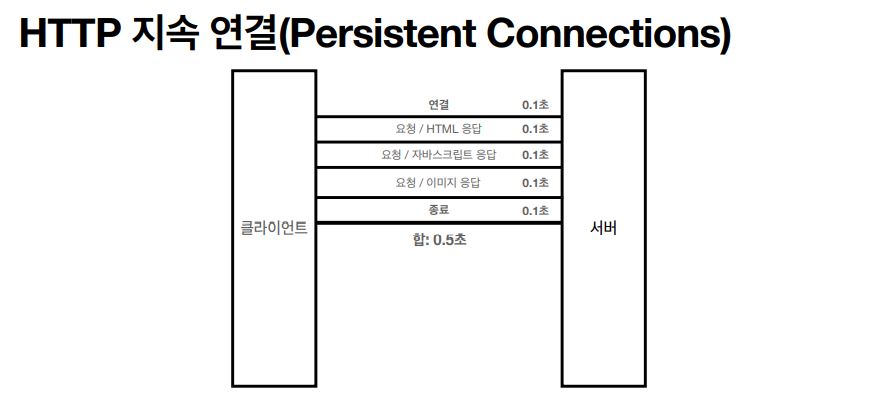 HTTP 지속 연결(Persistent Connections)
연결 0.1초
요청 / HTML 응답 0.1초
요청 / 자바스크립트 응답 0.1초
요청 / 이미지 응답 0.1초
종료 0.1초
클라이언트
서버
합: 0.5초